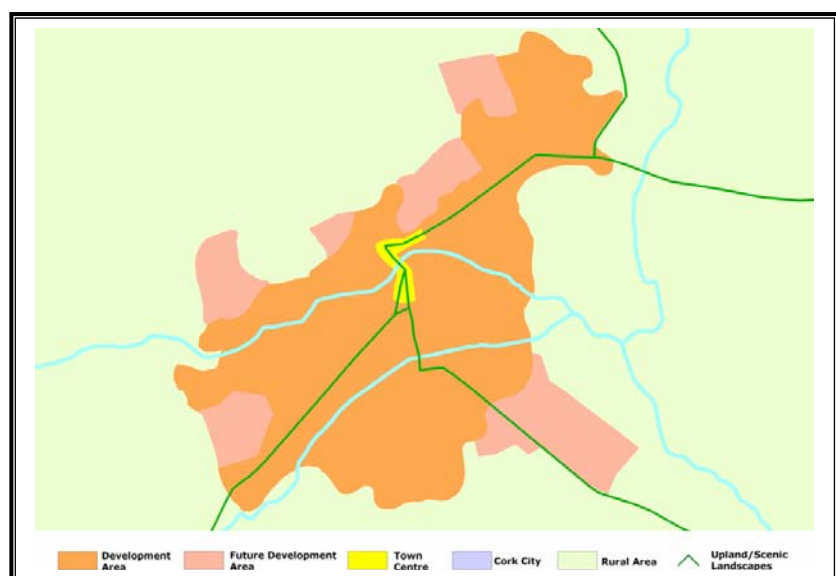 Development Area
Future Development Area
Town Centre
Cork City
Rural Area
Upland/Scenic Landscapes